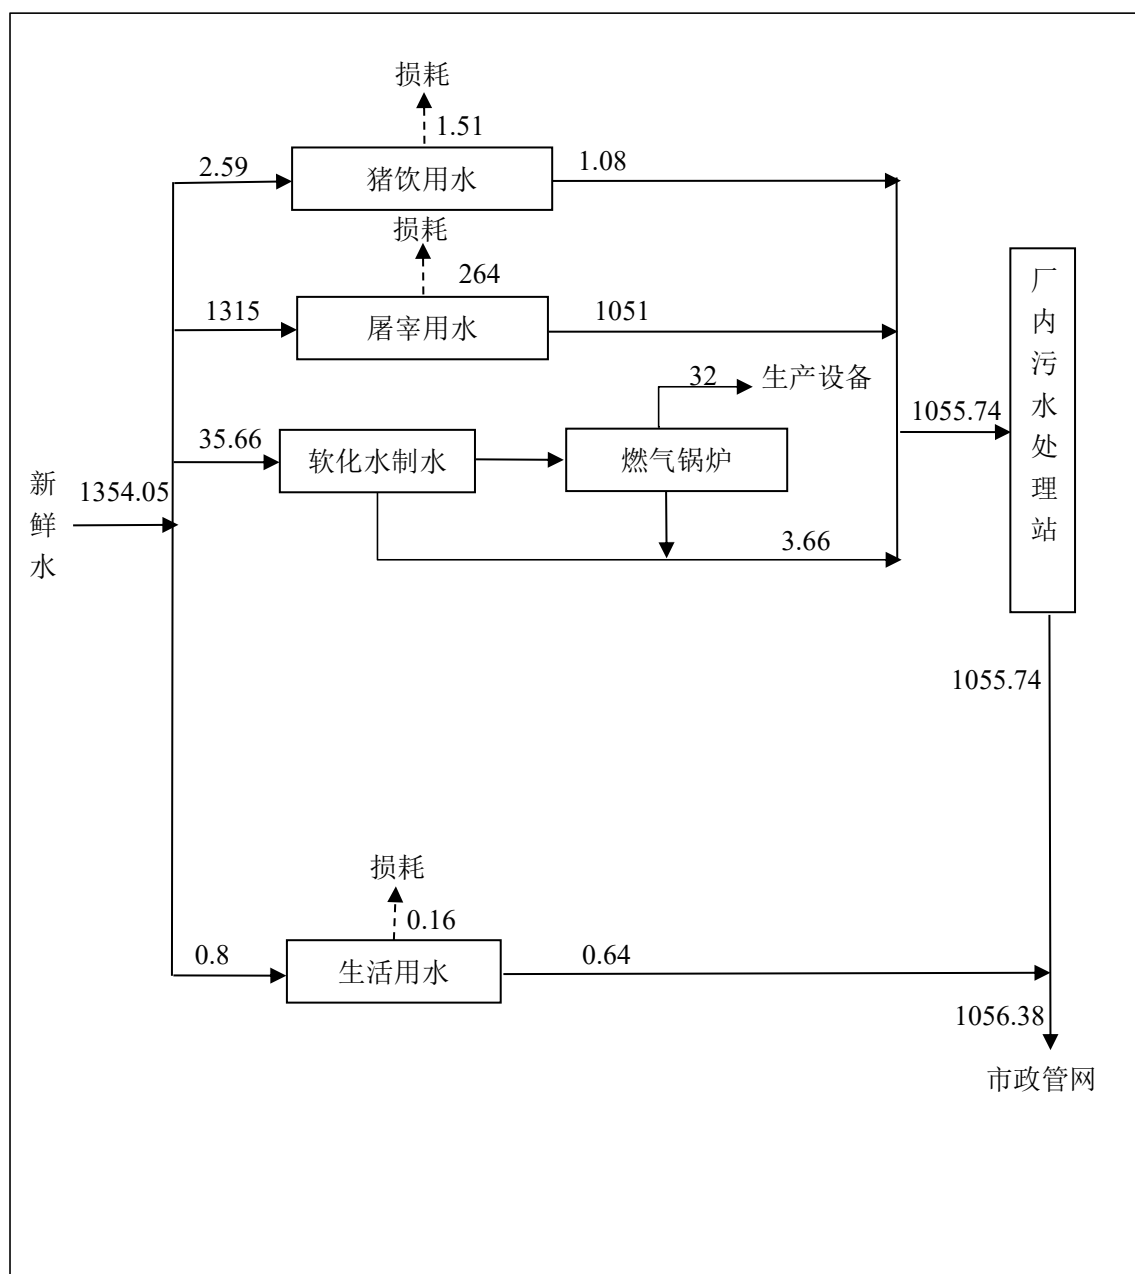 损耗
1.51
2.59
猪饮用水
1.08
损耗
264
1315
屠宰用水
1051
厂内污水处理站
32
生产设备
35.66
软化水制水
燃气锅炉
1055.74
新鲜水
1354.05
3.66
1055.74
损耗
0.16
0.8
生活用水
0.64
1056.38
市政管网